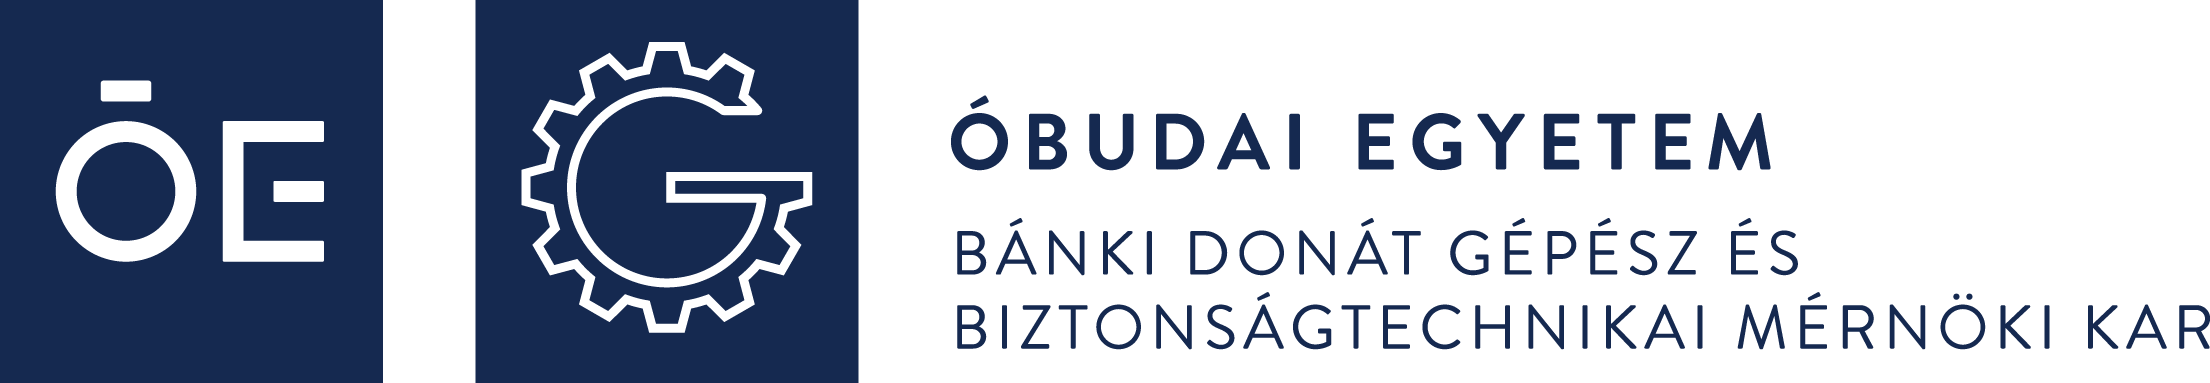 ŌE
G
ÓBUDAI EGYETEM
BÁNKI DONÁT GÉPÉSZ ÉS
BIZTONSÁGTECHNIKAI MÉRNÖKI KAR